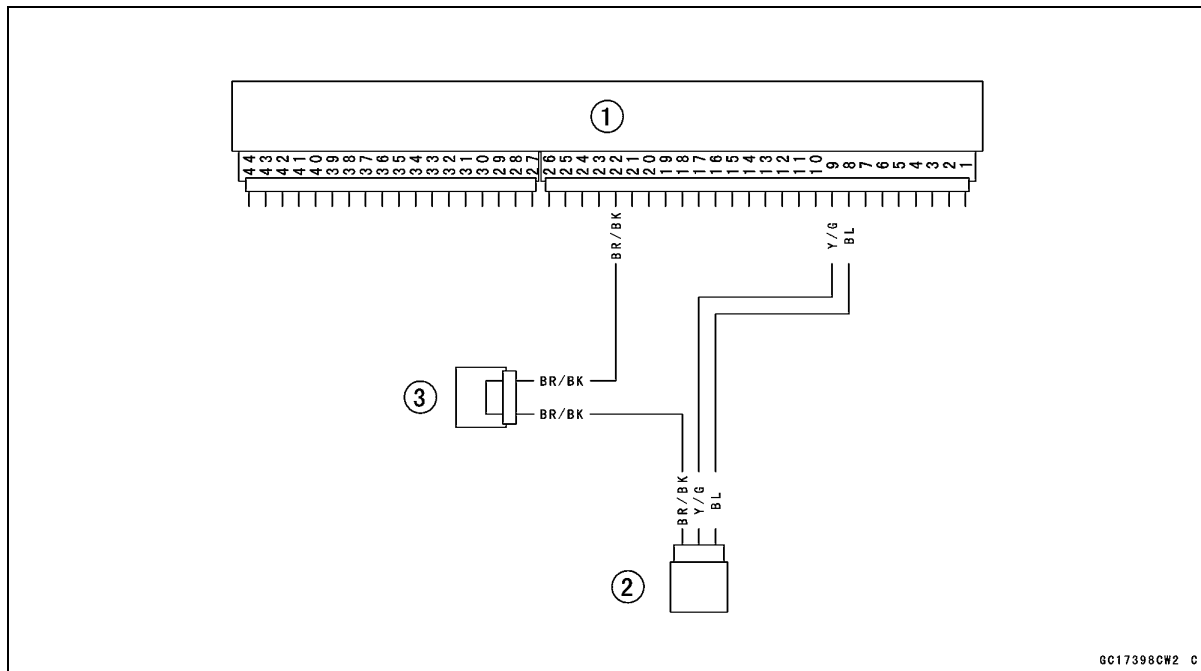 ①
44 43 42 41 40 39 38 37 36 35 34 33 32 31 30 29 28 27 26 25 24 23 22 21 20 19 18 17 16 15 14 13 12 11 10 9 8 7 6 5 4 3 2 1
BR/BK Y/G BL
③ BR/BK
BR/BK
BR/BK Y/G BL
②
GC17398CW2 C